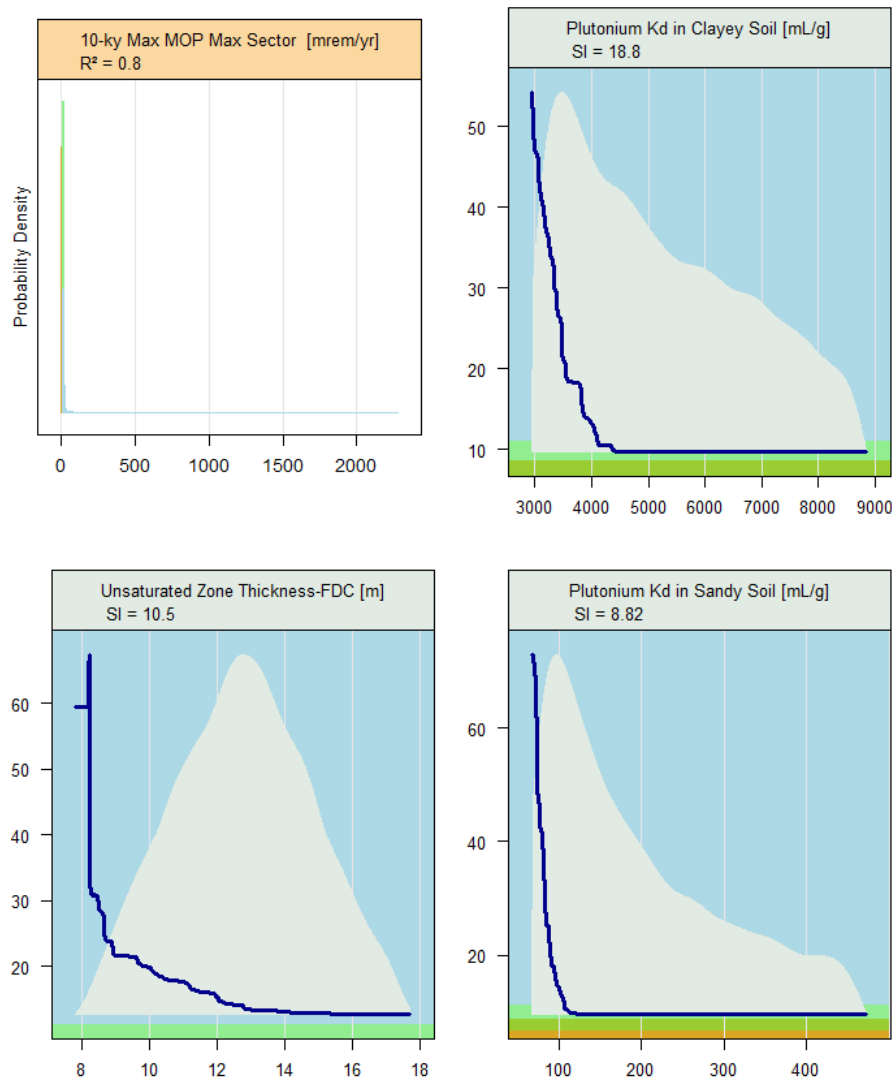 10-ky Max MOP Max Sector [mrem/yr]
R² = 0.8
Probability Density
0 500 1000 1500 2000
Plutonium Kd in Clayey Soil [mL/g]
SI = 18.8
50
40
30
20
10
3000 4000 5000 6000 7000 8000 9000
Unsaturated Zone Thickness-FDC [m]
SI = 10.5
60
50
40
30
20
8 10 12 14 16 18
Plutonium Kd in Sandy Soil [mL/g]
SI = 8.82
60
40
20
100 200 300 400